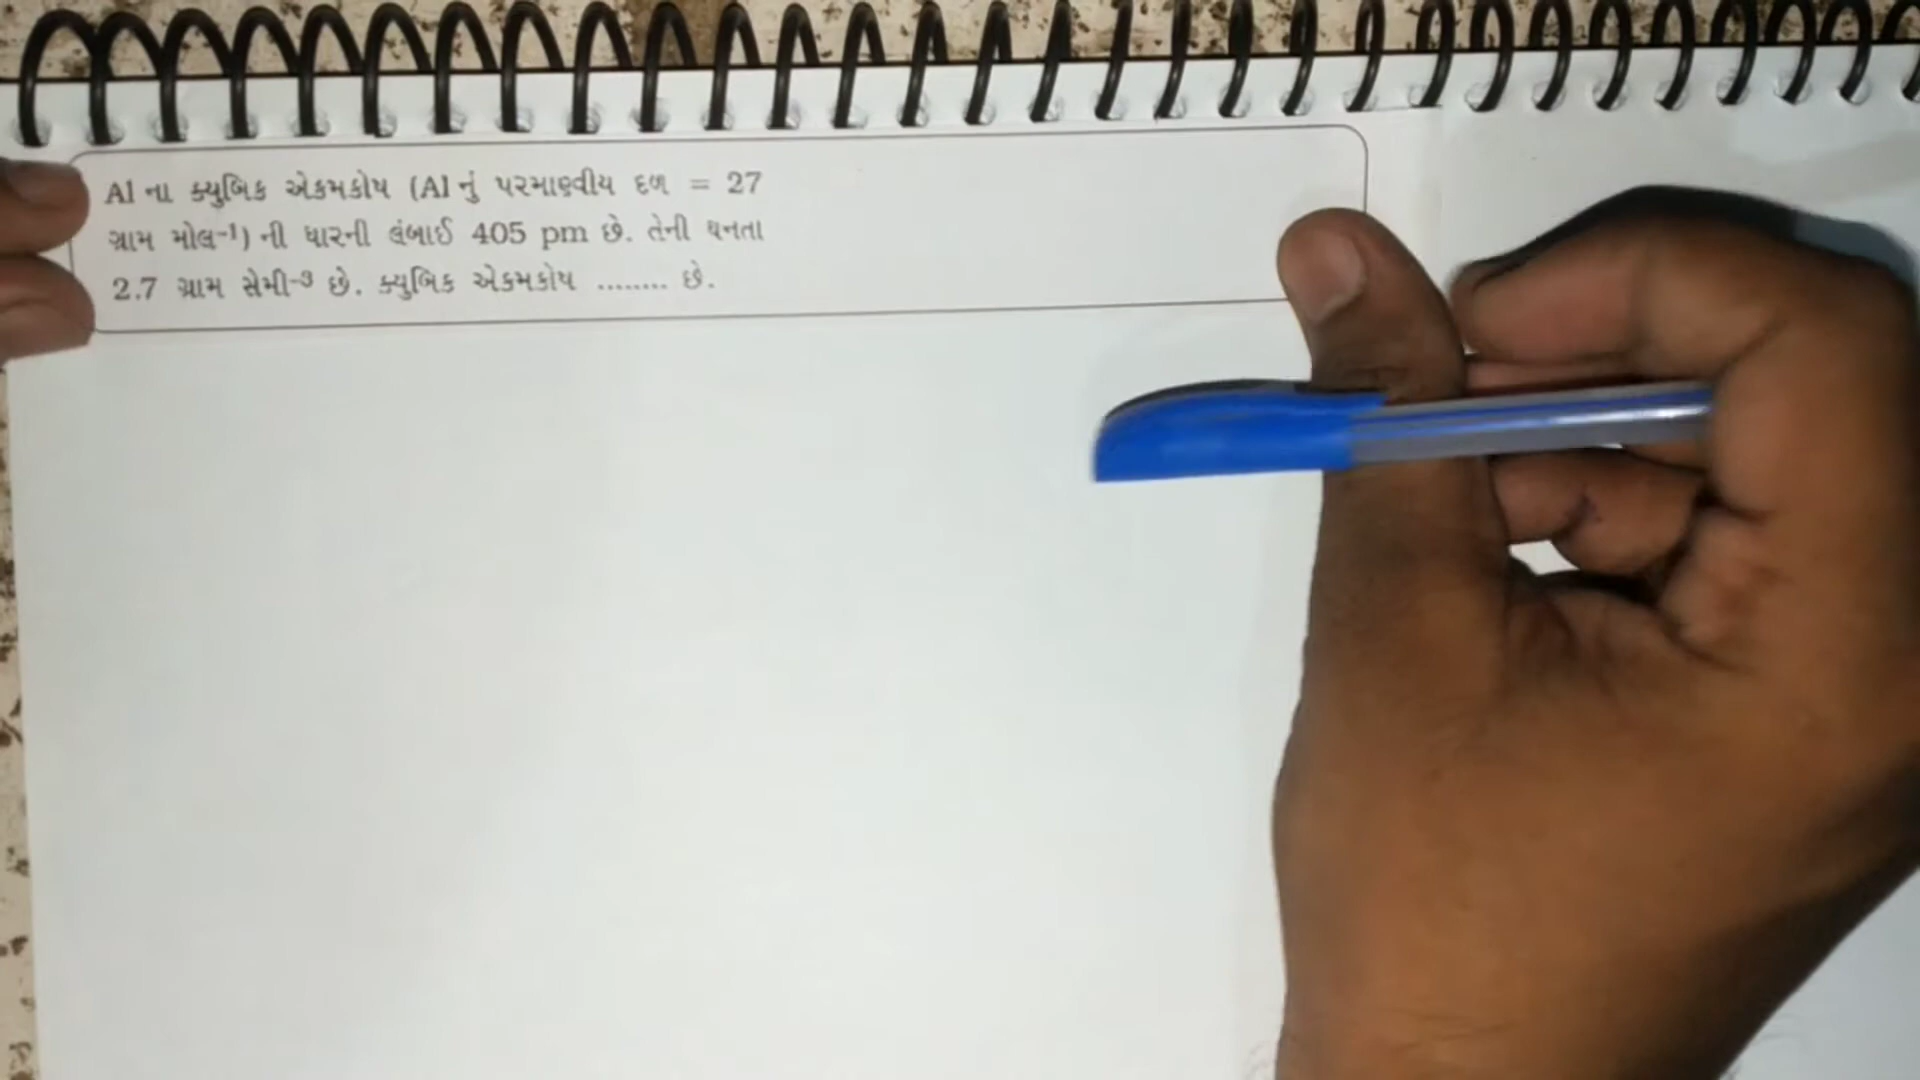 Al ના ક્યુબિક એકમકોષ (Al નું પરમાણ્વીય દળ = 27
ગ્રામ મોલ⁻¹) ની ધારની લંબાઈ 405 pm છે. તેની ઘનતા
2.7 ગ્રામ સેમી⁻³ છે. ક્યુબિક એકમકોષ ........ છે.